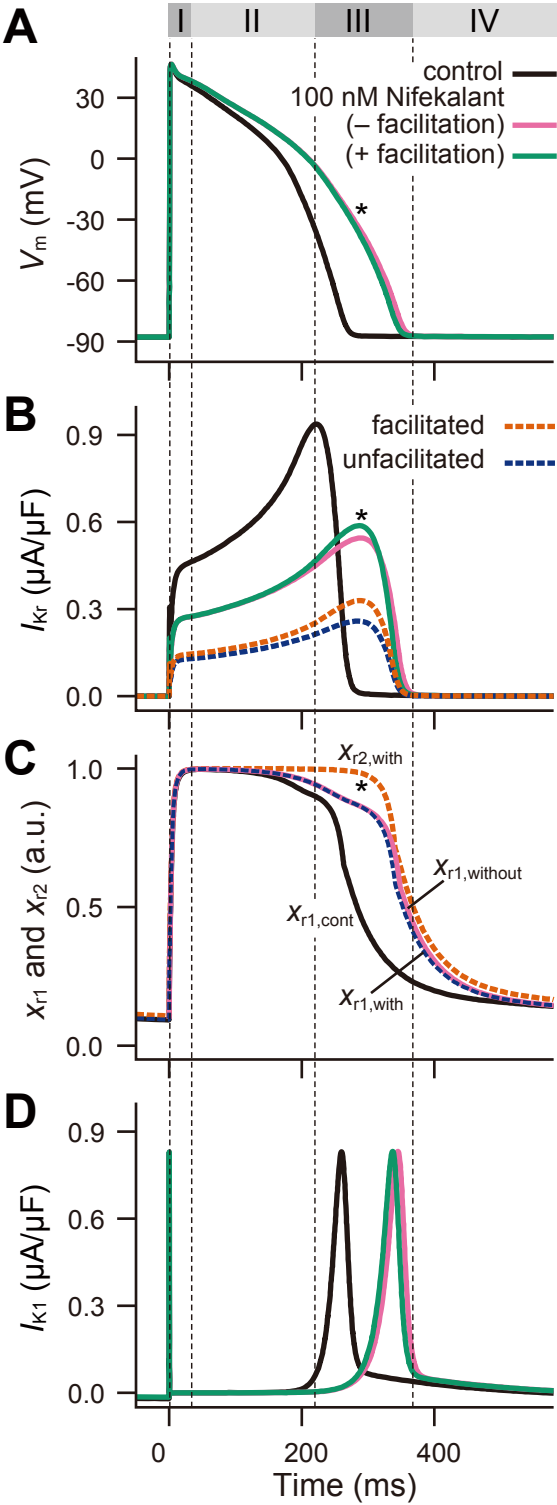 I II III IV
A
control
100 nM Nifekalant
(– facilitation)
(+ facilitation)
*
30
0
-30
-60
-90
Vm (mV)
B
facilitated
unfacilitated
*
0.9
0.6
0.3
0.0
IKr (µA/µF)
C
xr2,with
*
xr1,without
xr1,cont
xr1,with
1.0
0.5
0.0
xr1 and xr2 (a.u.)
D
0.9
0.6
0.3
0.0
IK1 (µA/µF)
0 200 400
Time (ms)